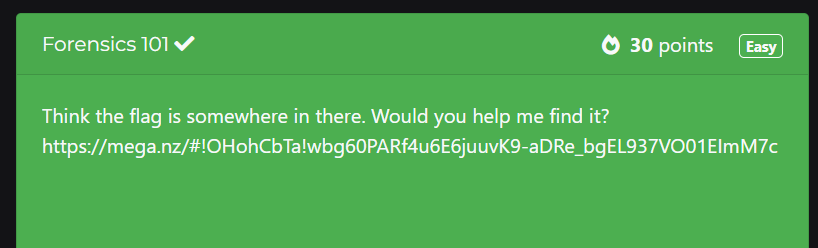 Forensics 101
30 points
Easy
Think the flag is somewhere in there. Would you help me find it?
https://mega.nz/#!OHohCbTa!wbg60PARf4u6E6juuvK9-aDRe_bgEL937VO01EImM7c